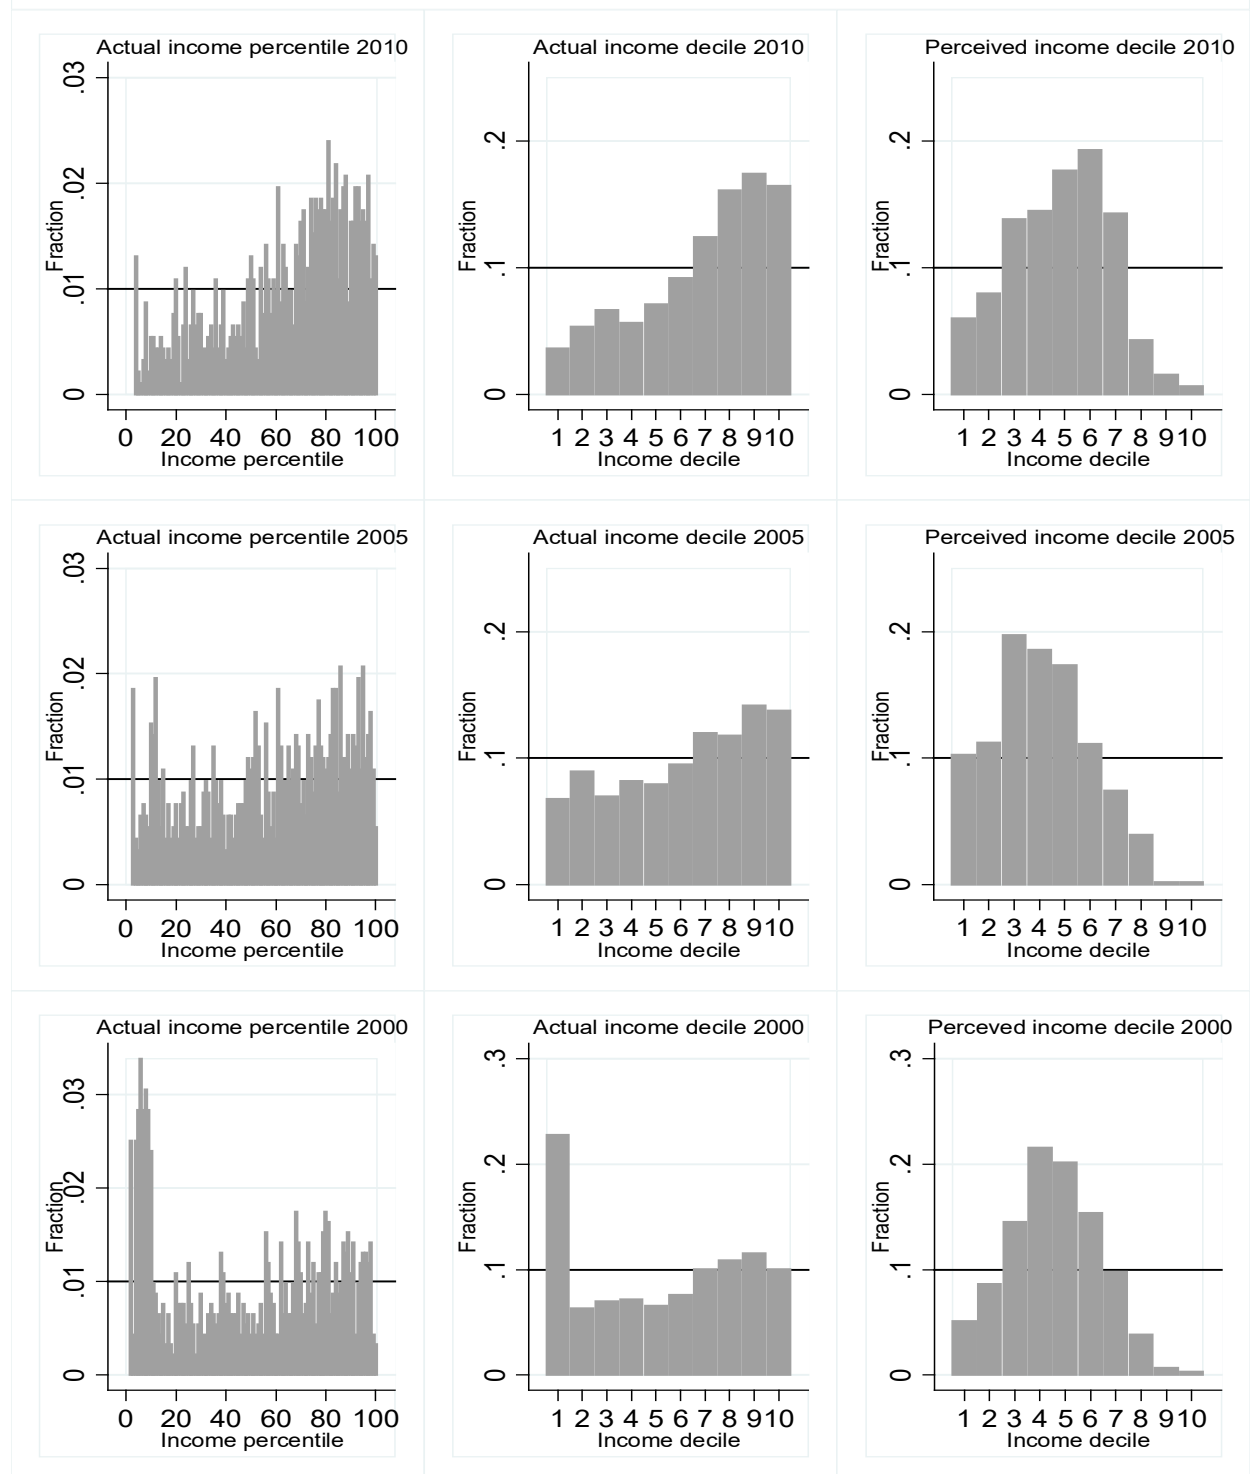 Actual income percentile 2010
Fraction
0 .01 .02 .03
0 20 40 60 80 100
Income percentile
Actual income decile 2010
Fraction
0 .1 .2
1 2 3 4 5 6 7 8 9 10
Income decile
Perceived income decile 2010
Fraction
0 .1 .2
1 2 3 4 5 6 7 8 9 10
Income decile
Actual income percentile 2005
Fraction
0 .01 .02 .03
0 20 40 60 80 100
Income percentile
Actual income decile 2005
Fraction
0 .1 .2
1 2 3 4 5 6 7 8 9 10
Income decile
Perceived income decile 2005
Fraction
0 .1 .2
1 2 3 4 5 6 7 8 9 10
Income decile
Actual income percentile 2000
Fraction
0 .01 .02 .03
0 20 40 60 80 100
Income percentile
Actual income decile 2000
Fraction
0 .1 .2 .3
1 2 3 4 5 6 7 8 9 10
Income decile
Perceved income decile 2000
Fraction
0 .1 .2 .3
1 2 3 4 5 6 7 8 9 10
Income decile